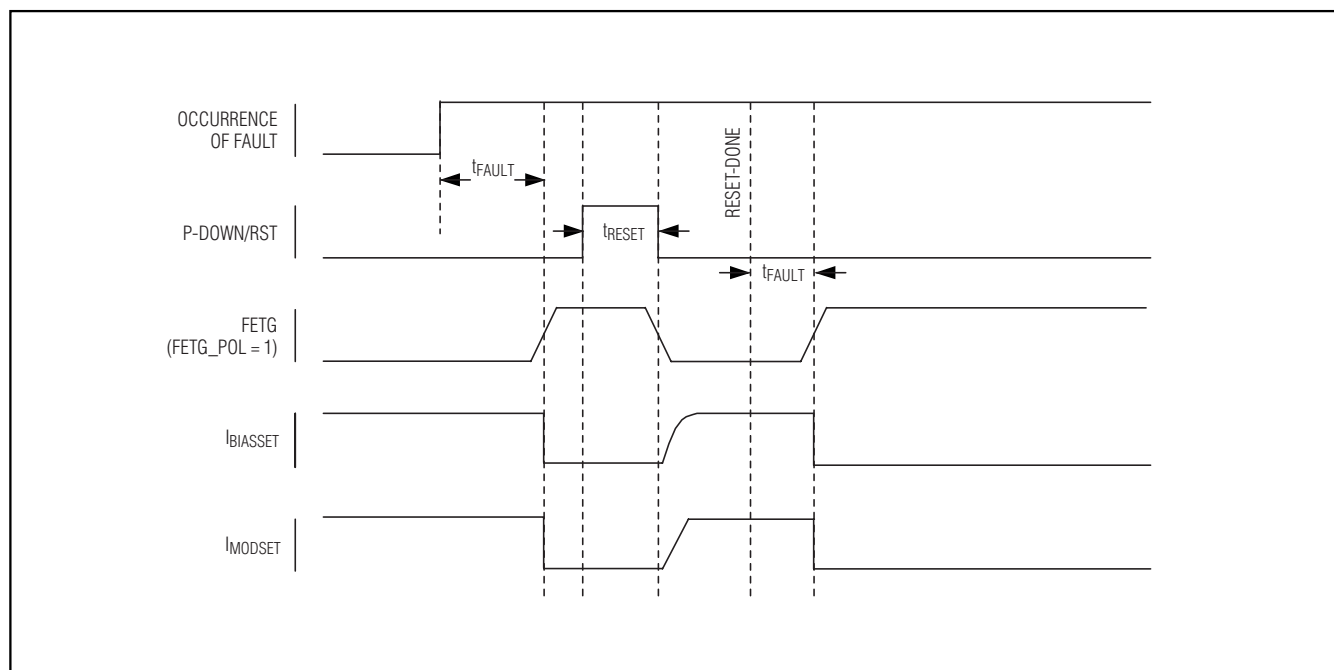 OCCURRENCE
OF FAULT
tFAULT
RESET-DONE
P-DOWN/RST
tRESET
tFAULT
FETG
(FETG_POL = 1)
IBIASSET
IMODSET